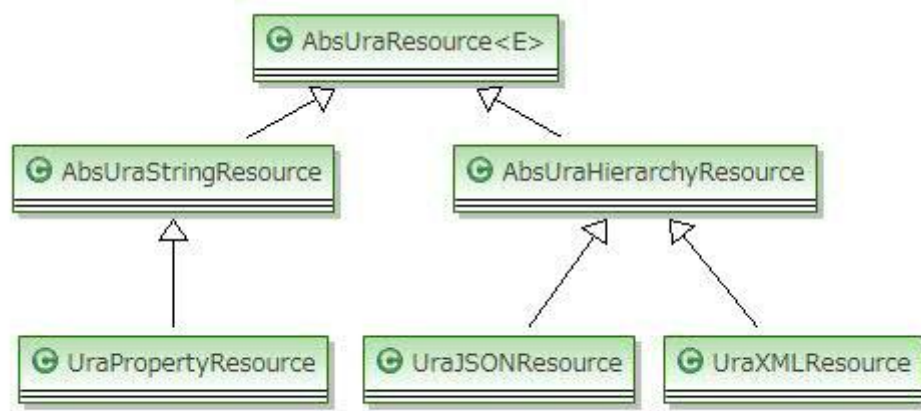 C AbsUraResource<E>
C AbsUraStringResource
C AbsUraHierarchyResource
C UraPropertyResource
C UraJSONResource
C UraXMLResource